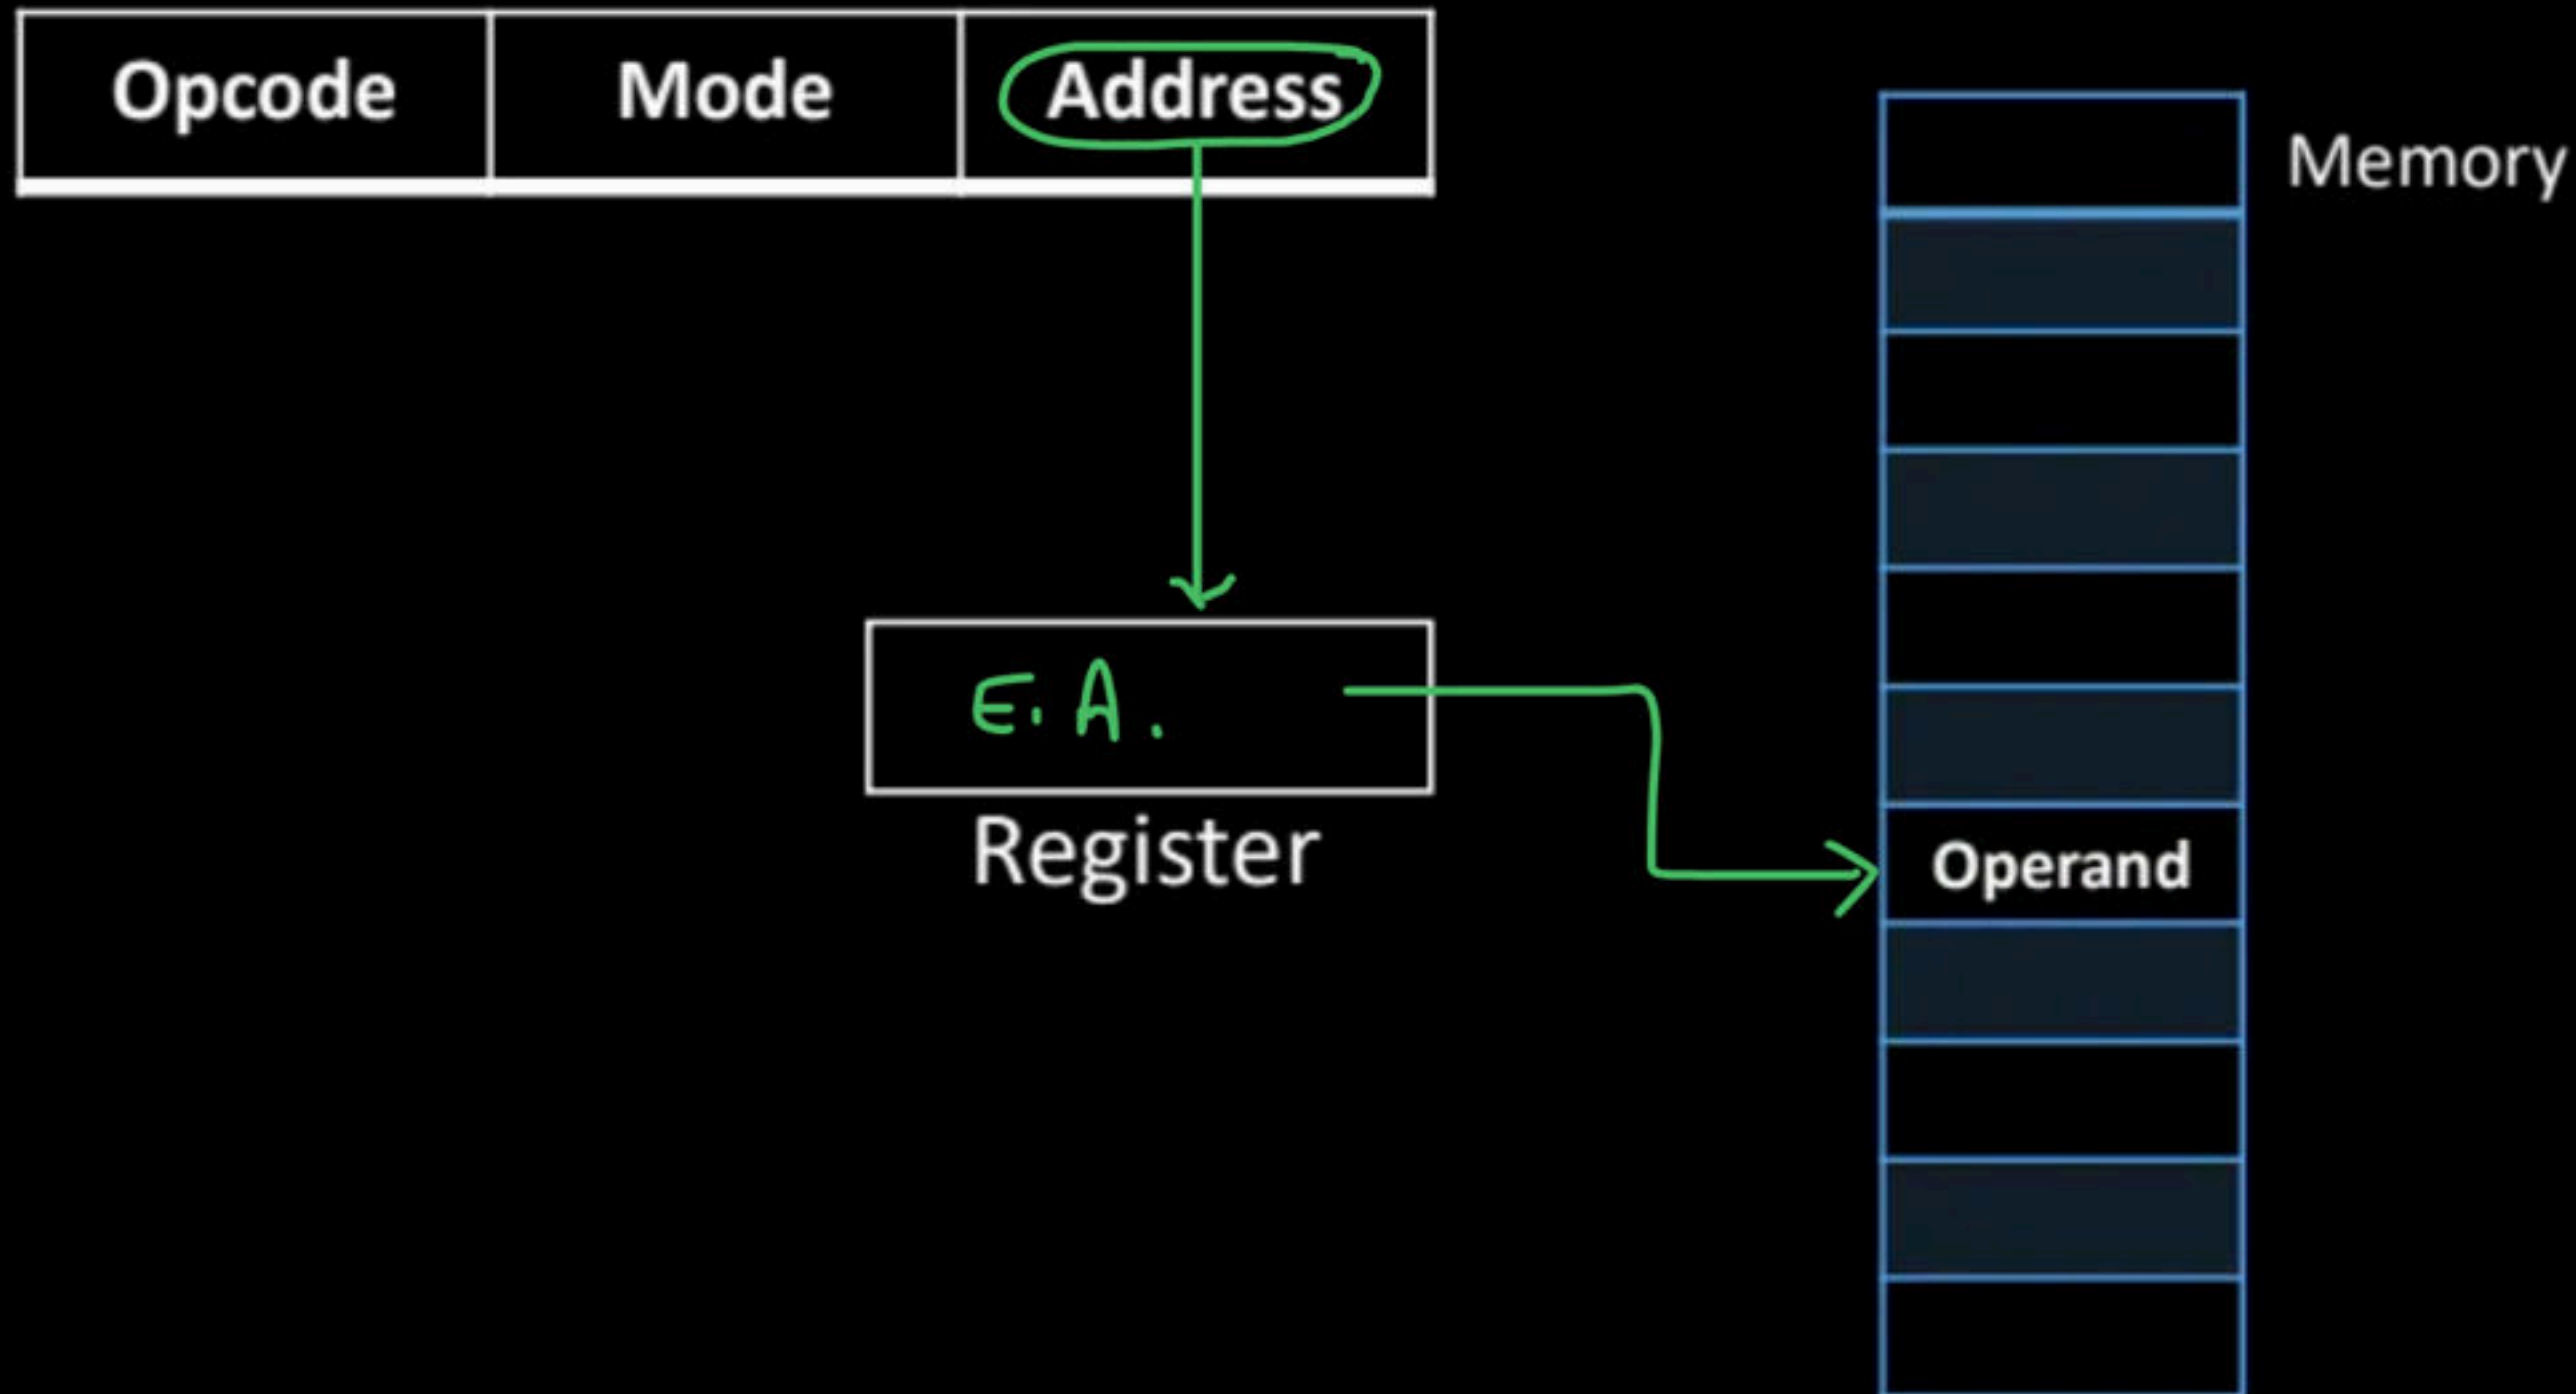 Opcode Mode Address
Memory
E.A.
Register
Operand